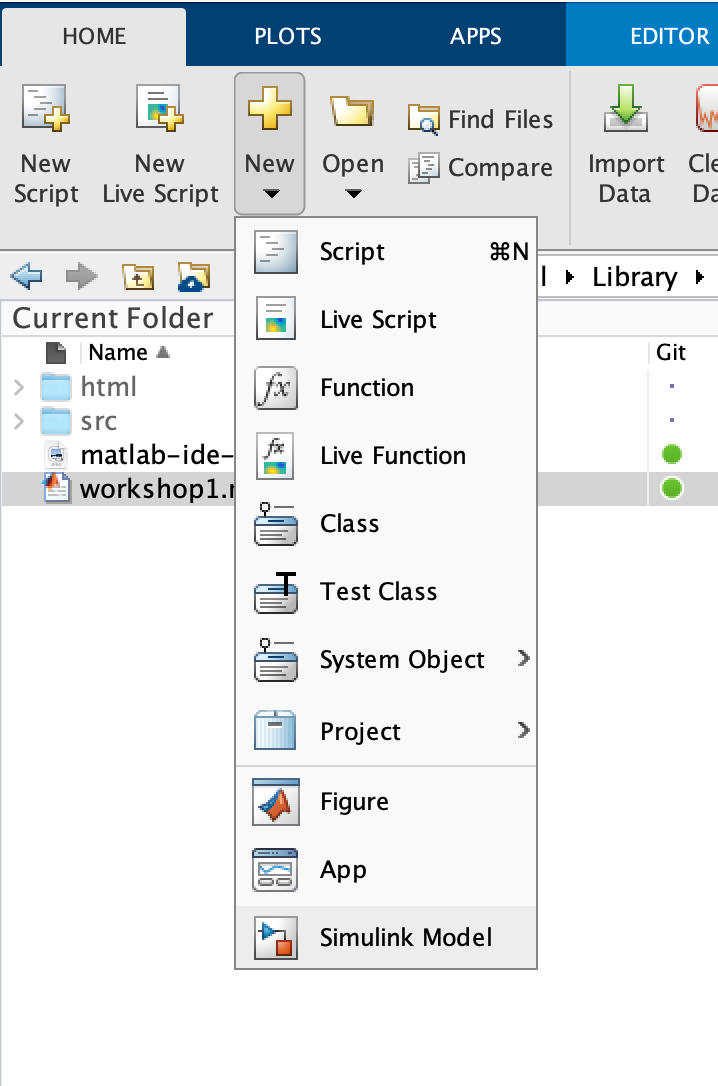 HOME PLOTS APPS EDITOR
New Script
New Live Script
New
Open
Find Files
Compare
Import Data
Script ⌘N
Live Script
Function
Live Function
Class
Test Class
System Object
Project
Figure
App
Simulink Model
Library
Current Folder
Name Git
html
src
matlab-ide-
workshop1.